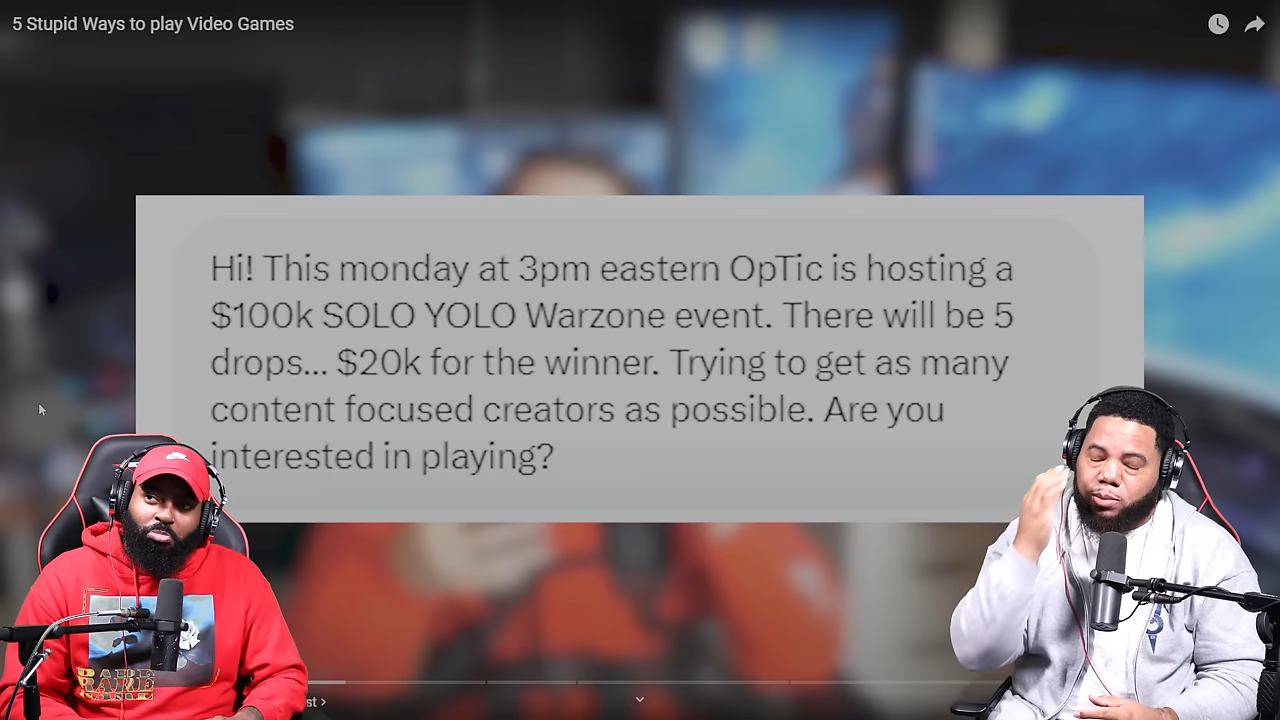 5 Stupid Ways to play Video Games
Hi! This monday at 3pm eastern OpTic is hosting a
$100k SOLO YOLO Warzone event. There will be 5
drops... $20k for the winner. Trying to get as many
content focused creators as possible. Are you
interested in playing?
RARE
st ›